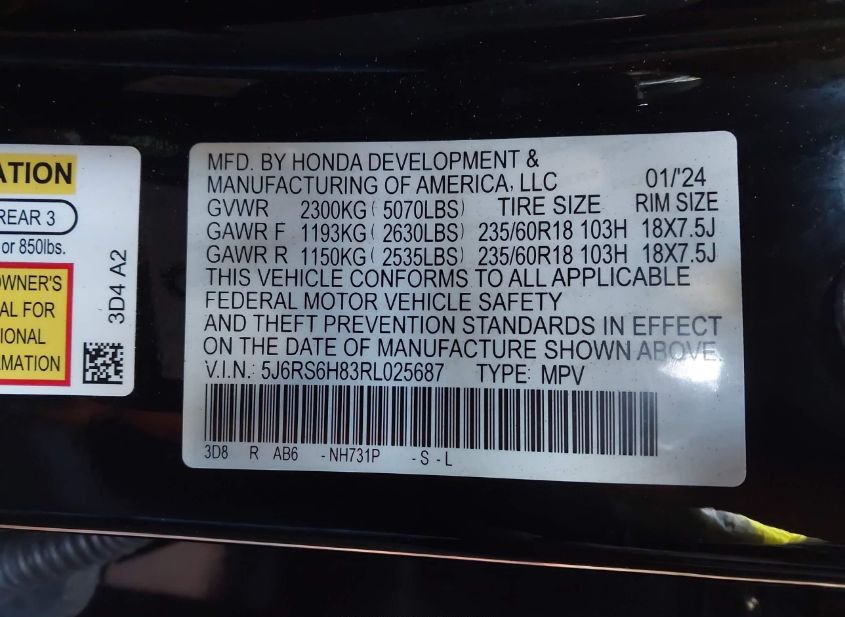 ATION
REAR 3
or 850lbs.
OWNER'S
AL FOR
IONAL
RMATION
3D4 A2
MFD. BY HONDA DEVELOPMENT &
MANUFACTURING OF AMERICA, LLC 01/'24
GVWR 2300KG ( 5070LBS) TIRE SIZE RIM SIZE
GAWR F 1193KG ( 2630LBS) 235/60R18 103H 18X7.5J
GAWR R 1150KG ( 2535LBS) 235/60R18 103H 18X7.5J
THIS VEHICLE CONFORMS TO ALL APPLICABLE
FEDERAL MOTOR VEHICLE SAFETY
AND THEFT PREVENTION STANDARDS IN EFFECT
ON THE DATE OF MANUFACTURE SHOWN ABOVE.
V.I.N.: 5J6RS6H83RL025687 TYPE: MPV
3D8 R AB6 -NH731P -S -L